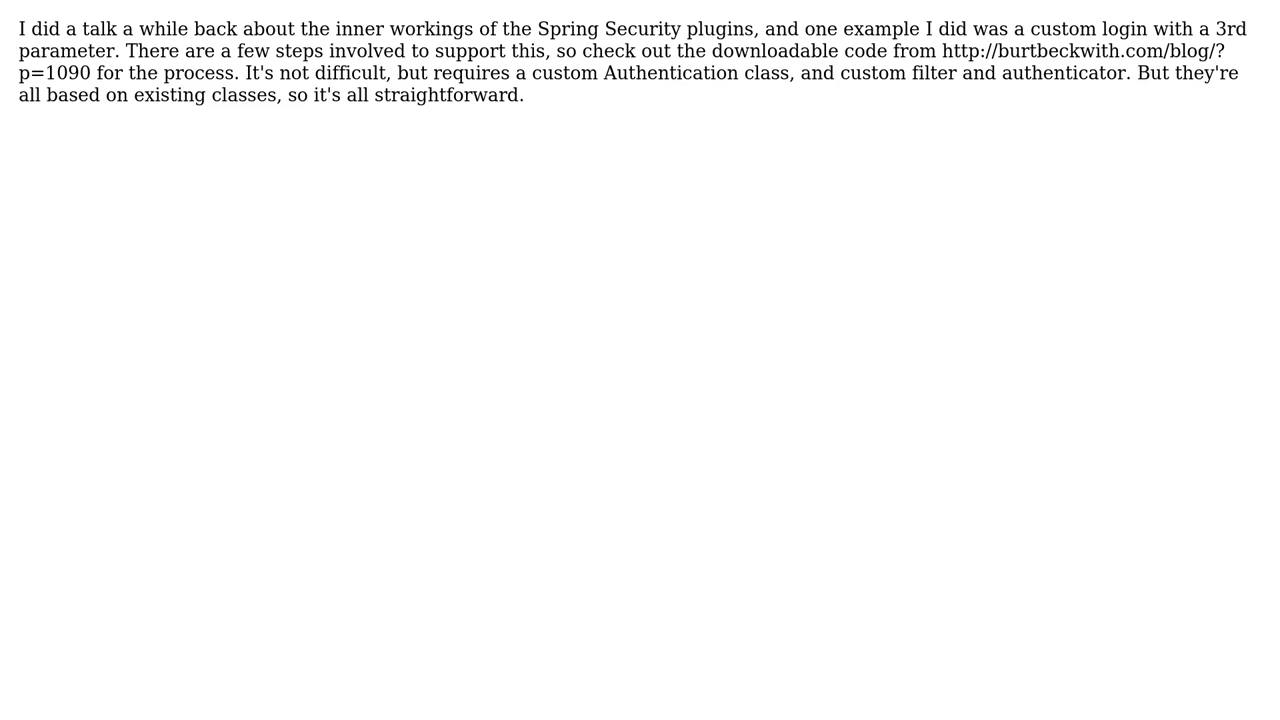 I did a talk a while back about the inner workings of the Spring Security plugins, and one example I did was a custom login with a 3rd
parameter. There are a few steps involved to support this, so check out the downloadable code from http://burtbeckwith.com/blog/?
p=1090 for the process. It's not difficult, but requires a custom Authentication class, and custom filter and authenticator. But they're
all based on existing classes, so it's all straightforward.